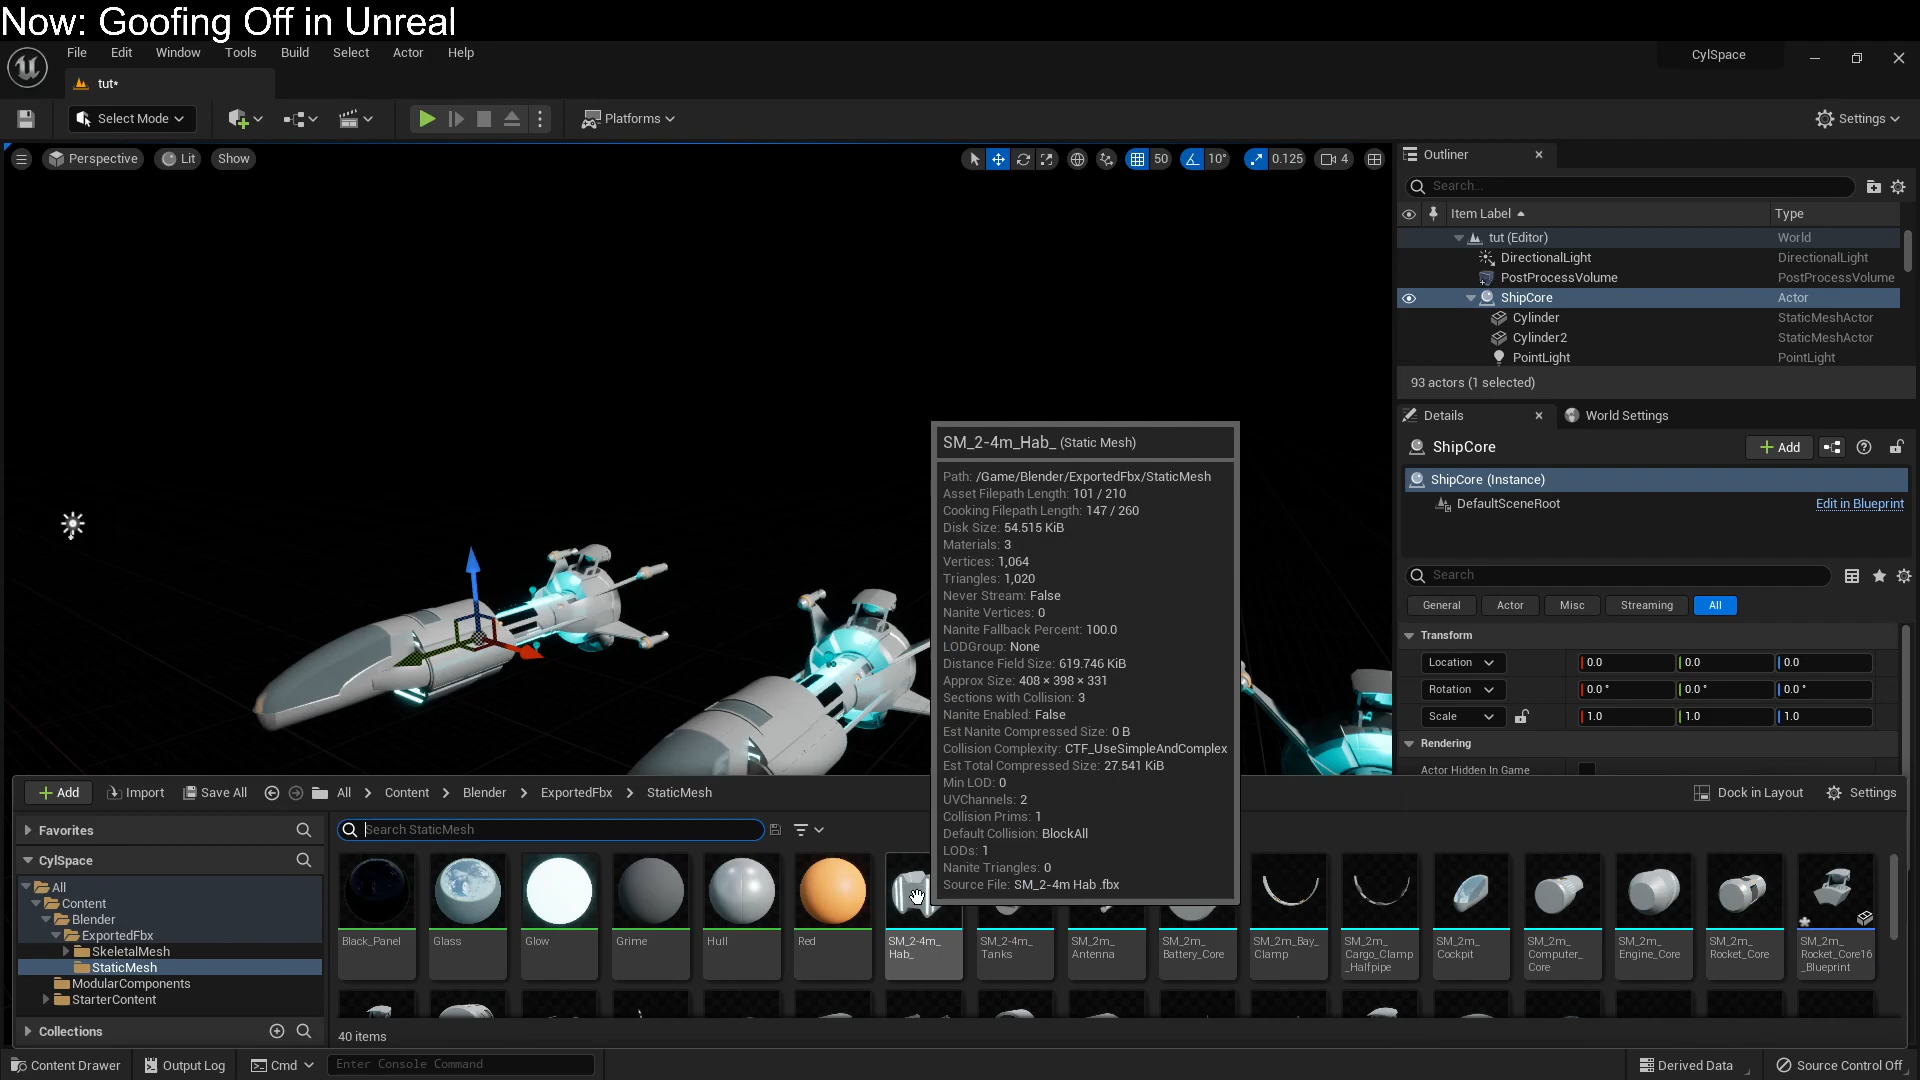 Now: Goofing Off in Unreal
File Edit Window Tools Build Select Actor Help
CylSpace
tut*
Select Mode
Platforms
Settings
Perspective Lit Show
50 10° 0.125 4
Outliner
Search...
Item Label Type
tut (Editor) World
DirectionalLight DirectionalLight
PostProcessVolume PostProcessVolume
ShipCore Actor
Cylinder StaticMeshActor
Cylinder2 StaticMeshActor
PointLight PointLight
93 actors (1 selected)
Details World Settings
ShipCore Add
ShipCore (Instance)
DefaultSceneRoot Edit in Blueprint
Search
General Actor Misc Streaming All
Transform
Location 0.0 0.0 0.0
Rotation 0.0 ° 0.0 ° 0.0 °
Scale 1.0 1.0 1.0
Rendering
Actor Hidden In Game
SM_2-4m_Hab_ (Static Mesh)
Path: /Game/Blender/ExportedFbx/StaticMesh
Asset Filepath Length: 101 / 210
Cooking Filepath Length: 147 / 260
Disk Size: 54.515 KiB
Materials: 3
Vertices: 1,064
Triangles: 1,020
Never Stream: False
Nanite Vertices: 0
Nanite Fallback Percent: 100.0
LODGroup: None
Distance Field Size: 619.746 KiB
Approx Size: 408 × 398 × 331
Sections with Collision: 3
Nanite Enabled: False
Est Nanite Compressed Size: 0 B
Collision Complexity: CTF_UseSimpleAndComplex
Est Total Compressed Size: 27.541 KiB
Min LOD: 0
UVChannels: 2
Collision Prims: 1
Default Collision: BlockAll
LODs: 1
Nanite Triangles: 0
Source File: SM_2-4m Hab .fbx
Add Import Save All All Content Blender ExportedFbx StaticMesh
Dock in Layout Settings
Favorites
CylSpace
All
Content
Blender
ExportedFbx
SkeletalMesh
StaticMesh
ModularComponents
StarterContent
Collections
Search StaticMesh
Black_Panel
Glass
Glow
Grime
Hull
Red
SM_2-4m_
Hab_
SM_2-4m_
Tanks
SM_2m_
Antenna
SM_2m_
Battery_Core
SM_2m_Bay_
Clamp
SM_2m_
Cargo_Clamp
_Halfpipe
SM_2m_
Cockpit
SM_2m_
Computer_
Core
SM_2m_
Engine_Core
SM_2m_
Rocket_Core
SM_2m_
Rocket_Core16
_Blueprint
40 items
Content Drawer Output Log Cmd Enter Console Command
Derived Data Source Control Off